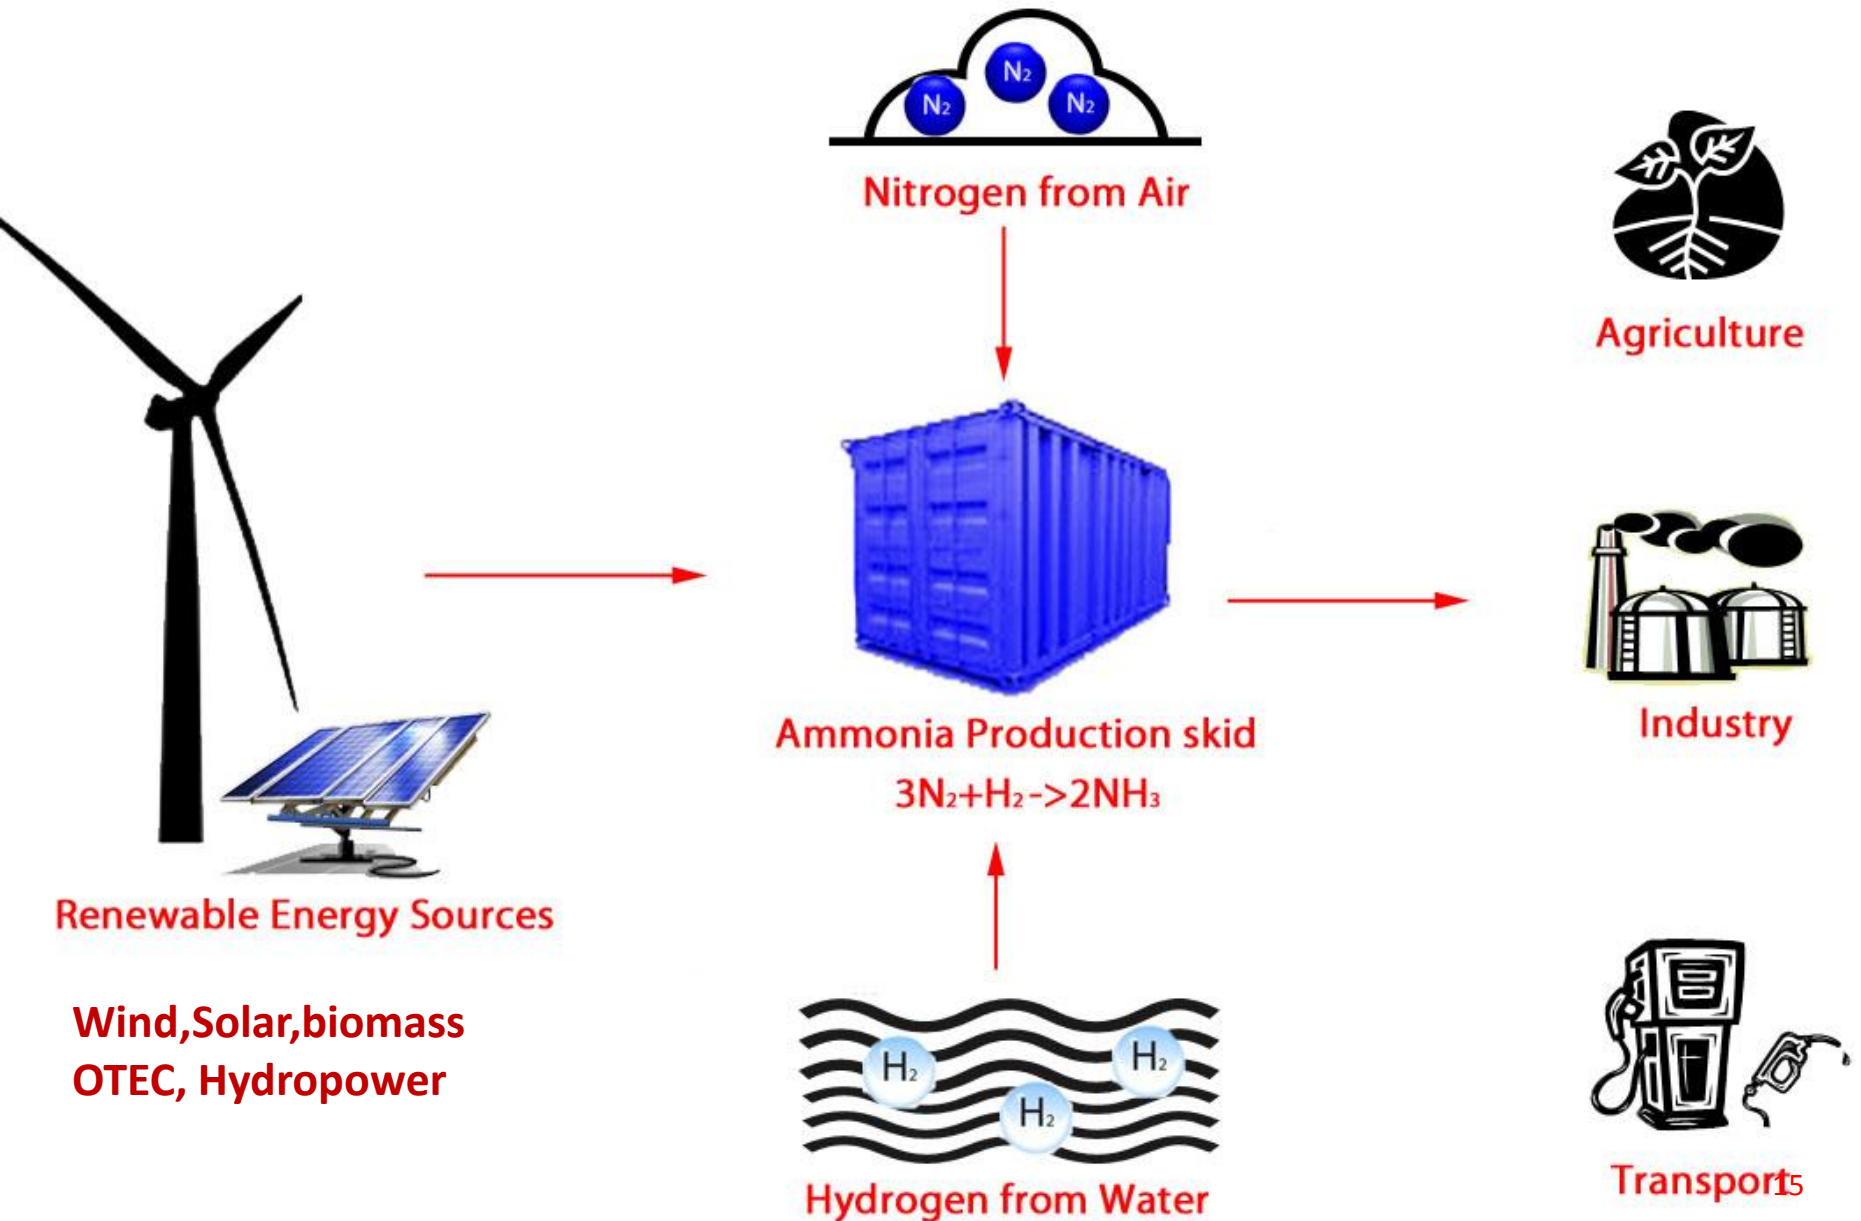 N₂
N₂
N₂
Nitrogen from Air
Agriculture
Ammonia Production skid
3N₂+H₂->2NH₃
Industry
Renewable Energy Sources
Wind,Solar,biomass
OTEC, Hydropower
H₂
H₂
H₂
Hydrogen from Water
Transport
15